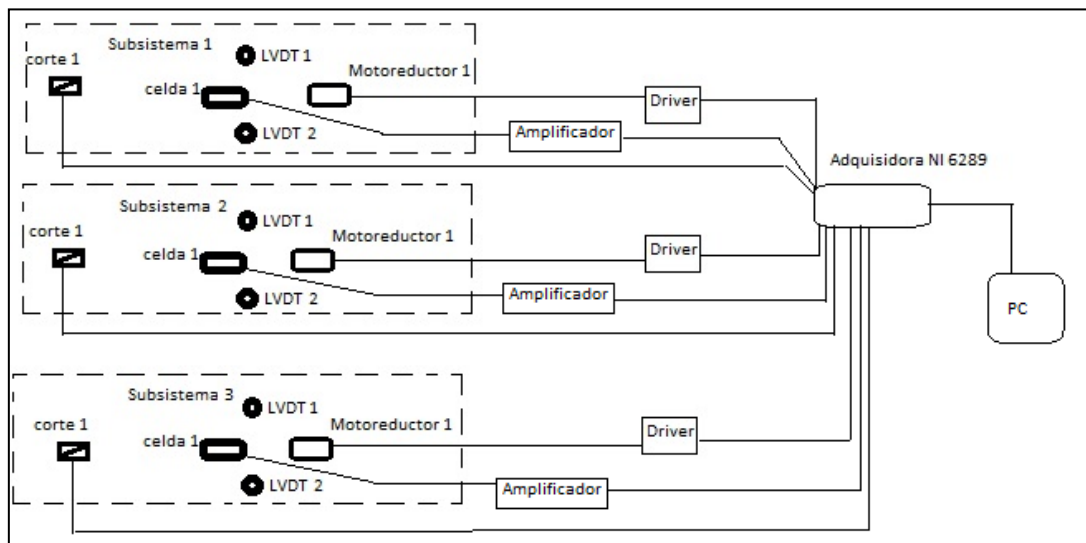 Subsistema 1
LVDT 1
corte 1
celda 1
Motoreductor 1
Driver
LVDT 2
Amplificador
Adquisidora NI 6289
Subsistema 2
LVDT 1
corte 1
celda 1
Motoreductor 1
Driver
LVDT 2
Amplificador
PC
Subsistema 3
LVDT 1
corte 1
celda 1
Motoreductor 1
Driver
LVDT 2
Amplificador